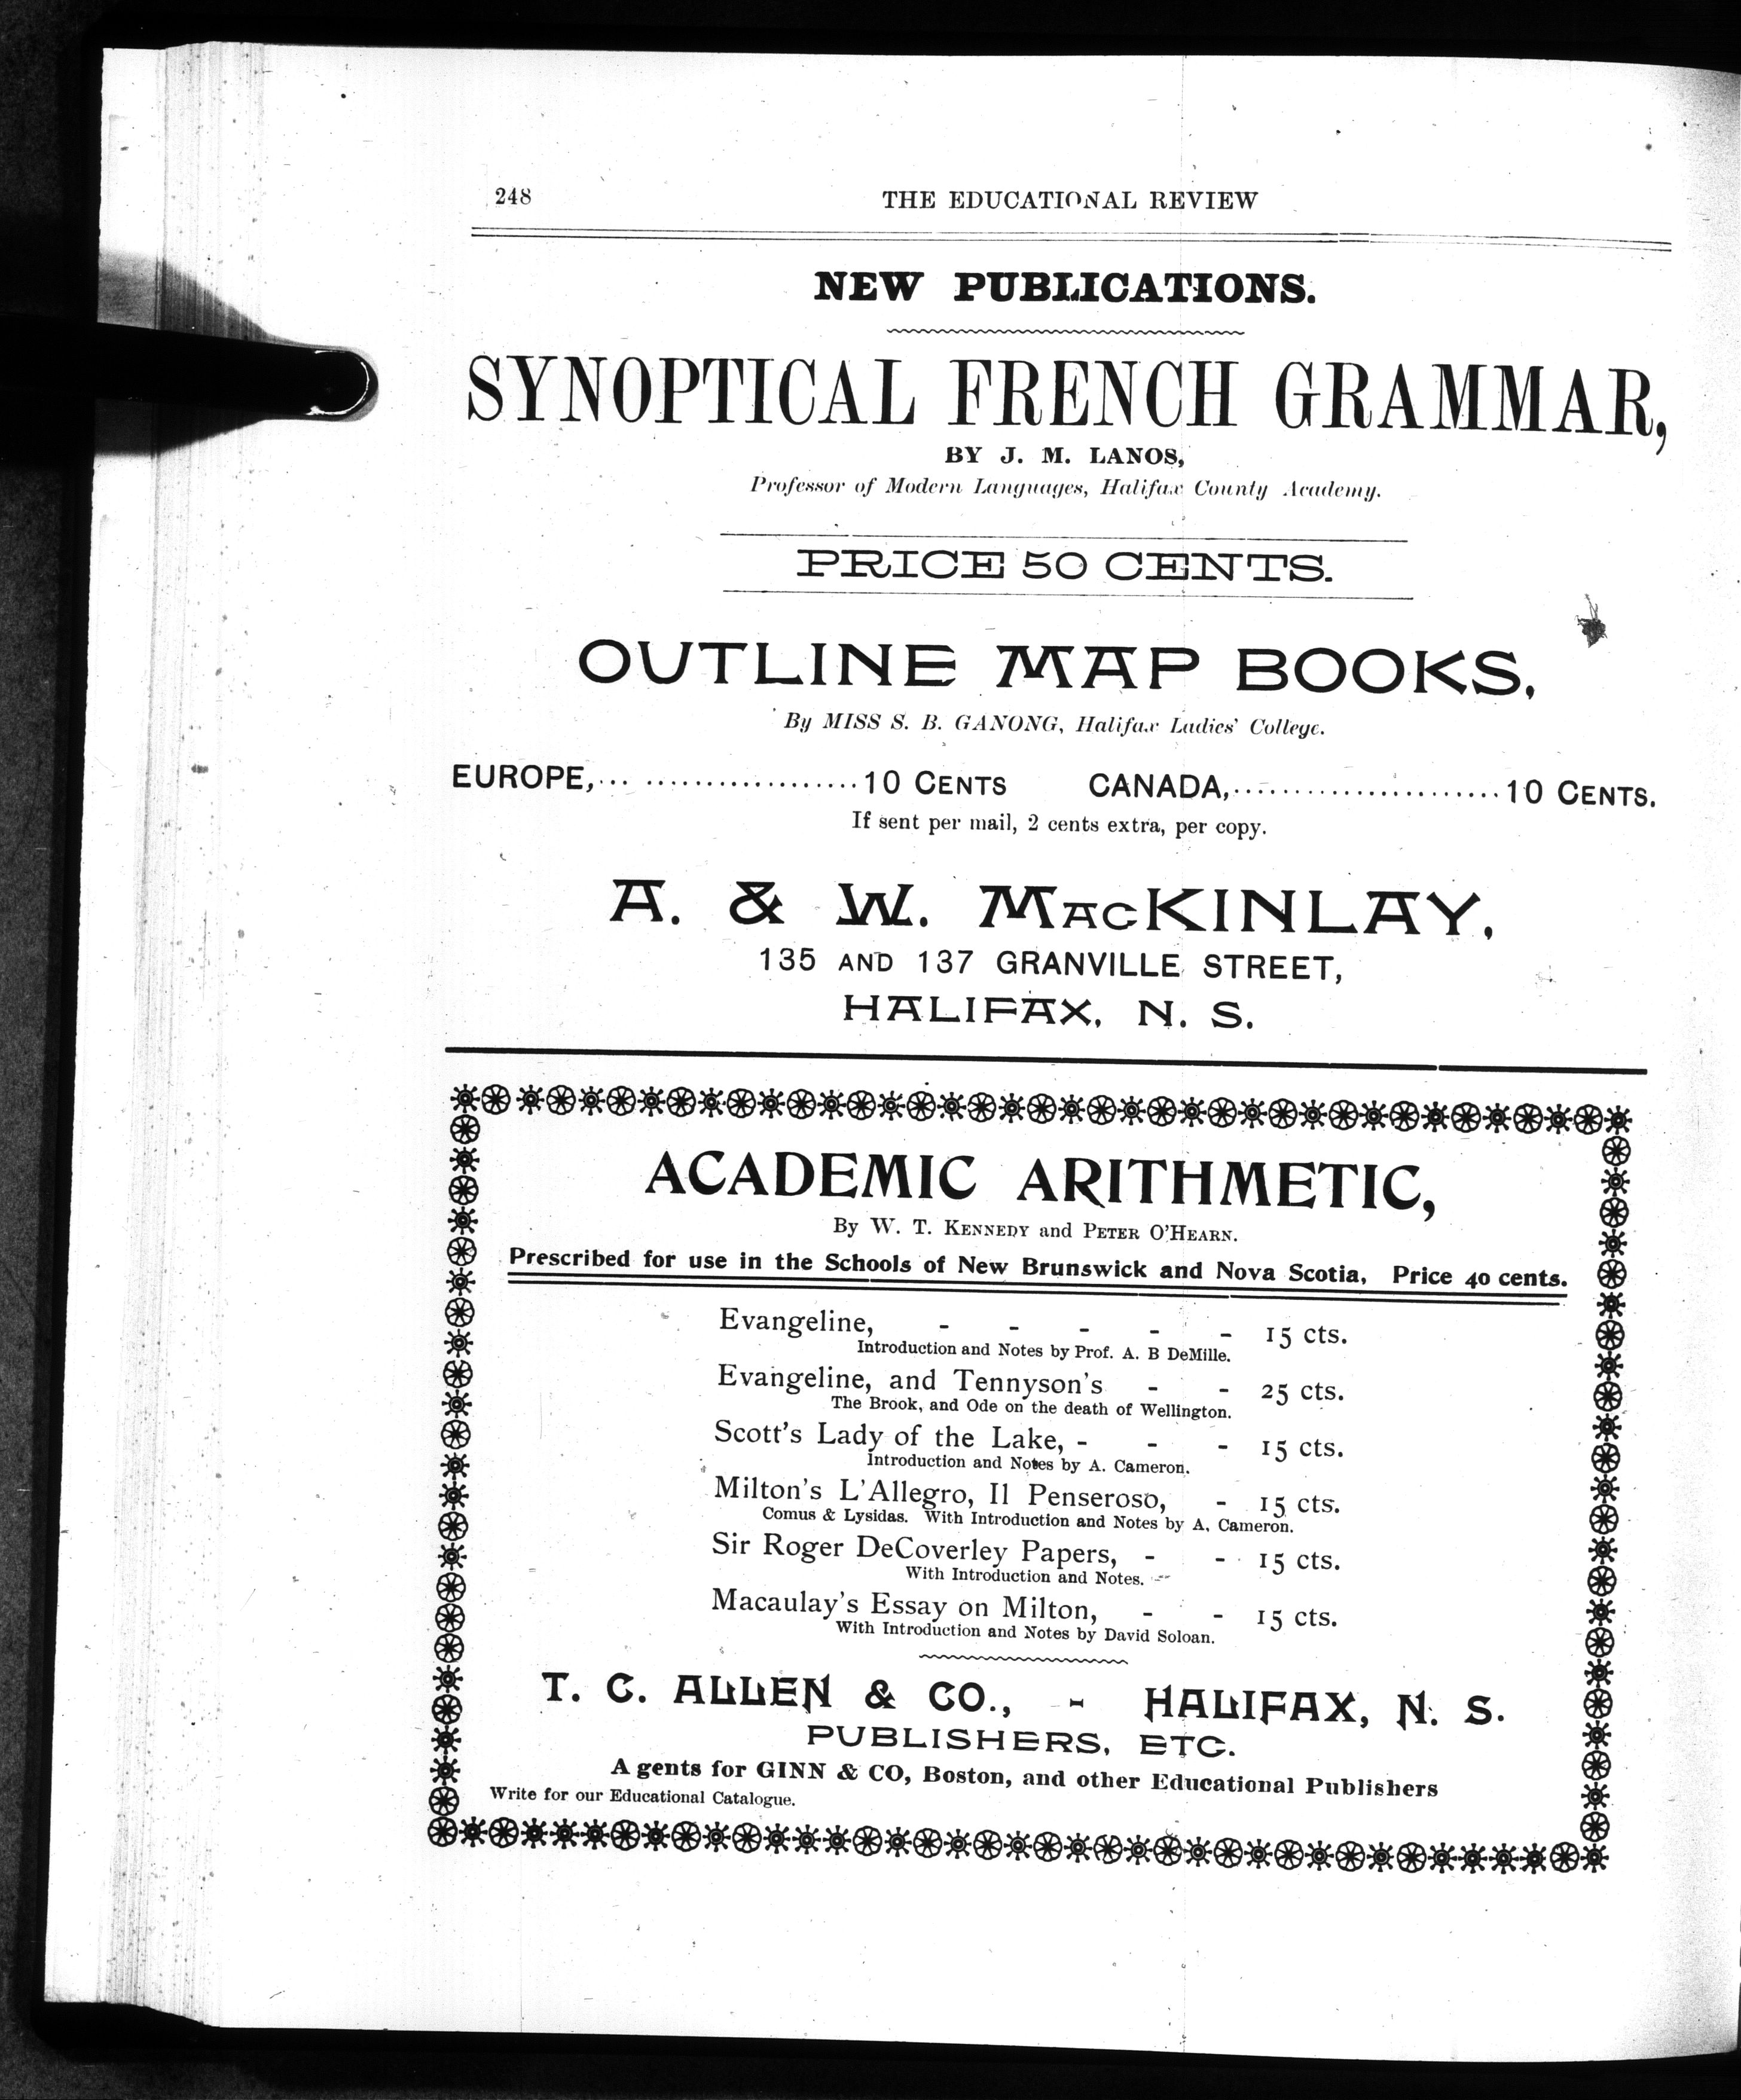 248
THE EDUCATIONAL REVIEW
NEW PUBLICATIONS.
SYNOPTICAL FRENCH GRAMMAR,
BY J. M. LANOS,
Professor of Modern Languages, Halifax County Academy.
PRICE 50 CENTS.
OUTLINE MAP BOOKS,
By MISS S. B. GANONG, Halifax Ladies' College.
EUROPE,... ...................10 CENTS CANADA,........................10 CENTS.
If sent per mail, 2 cents extra, per copy.
A. & W. MACKINLAY,
135 AND 137 GRANVILLE STREET,
HALIFAX, N. S.
ACADEMIC ARITHMETIC,
By W. T. KENNEDY and PETER O'HEARN.
Prescribed for use in the Schools of New Brunswick and Nova Scotia, Price 40 cents.
Evangeline, - - - - - 15 cts.
Introduction and Notes by Prof. A. B DeMille.
Evangeline, and Tennyson's - - 25 cts.
The Brook, and Ode on the death of Wellington.
Scott's Lady of the Lake, - - - 15 cts.
Introduction and Notes by A. Cameron.
Milton's L'Allegro, Il Penseroso, - 15 cts.
Comus & Lysidas. With Introduction and Notes by A. Cameron.
Sir Roger DeCoverley Papers, - - 15 cts.
With Introduction and Notes.
Macaulay's Essay on Milton, - - 15 cts.
With Introduction and Notes by David Soloan.
T. C. ALLEN & CO., - HALIFAX, N. S.
PUBLISHERS, ETC.
Agents for GINN & CO, Boston, and other Educational Publishers
Write for our Educational Catalogue.